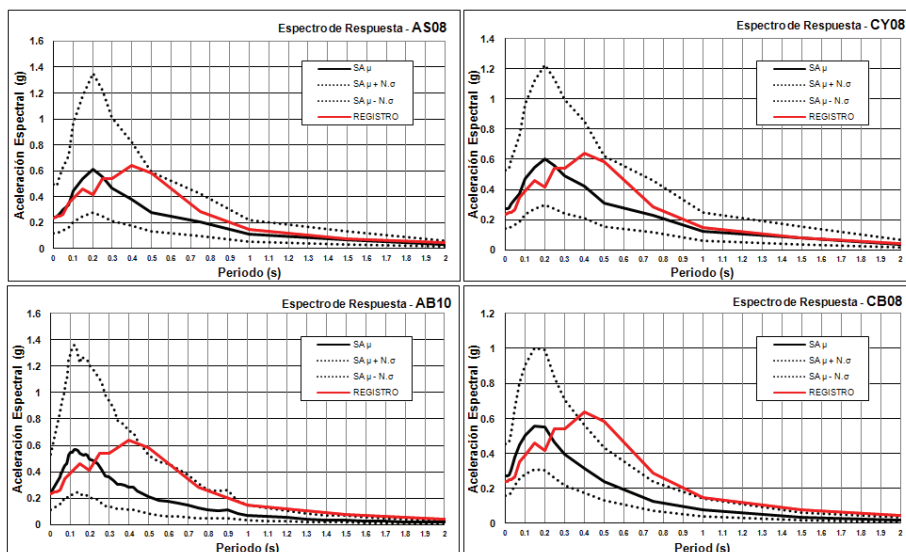 Espectro de Respuesta - AS08
Aceleración Espectral (g)
1.6
1.4
1.2
1
0.8
0.6
0.4
0.2
0
SA μ
SA μ + N.σ
SA μ - N.σ
REGISTRO
0 0.1 0.2 0.3 0.4 0.5 0.6 0.7 0.8 0.9 1 1.1 1.2 1.3 1.4 1.5 1.6 1.7 1.8 1.9 2
Periodo (s)
Espectro de Respuesta - CY08
Aceleración Espectral (g)
1.4
1.2
1
0.8
0.6
0.4
0.2
0
SA μ
SA μ + N.σ
SA μ - N.σ
REGISTRO
0 0.1 0.2 0.3 0.4 0.5 0.6 0.7 0.8 0.9 1 1.1 1.2 1.3 1.4 1.5 1.6 1.7 1.8 1.9 2
Periodo (s)
Espectro de Respuesta - AB10
Aceleración Espectral (g)
1.6
1.4
1.2
1
0.8
0.6
0.4
0.2
0
SA μ
SA μ + N.σ
SA μ - N.σ
REGISTRO
0 0.1 0.2 0.3 0.4 0.5 0.6 0.7 0.8 0.9 1 1.1 1.2 1.3 1.4 1.5 1.6 1.7 1.8 1.9 2
Periodo (s)
Espectro de Respuesta - CB08
Aceleración Espectral (g)
1.2
1
0.8
0.6
0.4
0.2
0
SA μ
SA μ + N.σ
SA μ - N.σ
REGISTRO
0 0.1 0.2 0.3 0.4 0.5 0.6 0.7 0.8 0.9 1 1.1 1.2 1.3 1.4 1.5 1.6 1.7 1.8 1.9 2
Period (s)